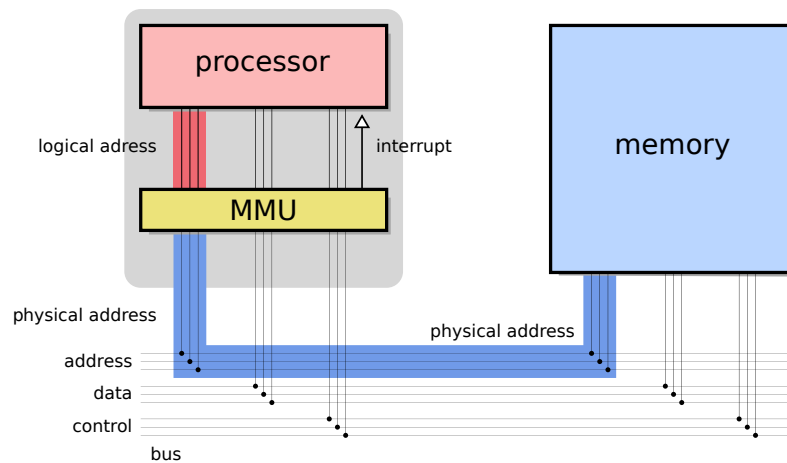 processor
memory
logical adress
interrupt
MMU
physical address
physical address
address
data
control
bus